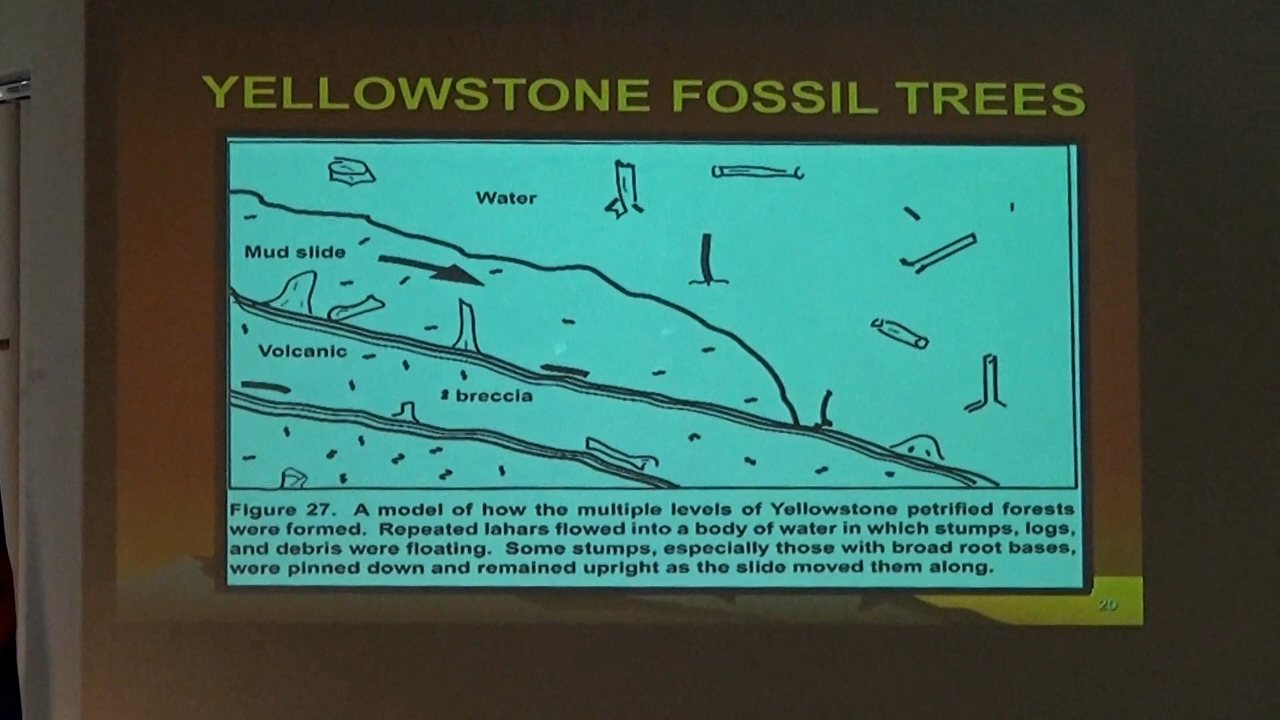 YELLOWSTONE FOSSIL TREES
Water
Mud slide
Volcanic
breccia
Figure 27. A model of how the multiple levels of Yellowstone petrified forests
were formed. Repeated lahars flowed into a body of water in which stumps, logs,
and debris were floating. Some stumps, especially those with broad root bases,
were pinned down and remained upright as the slide moved them along.
20